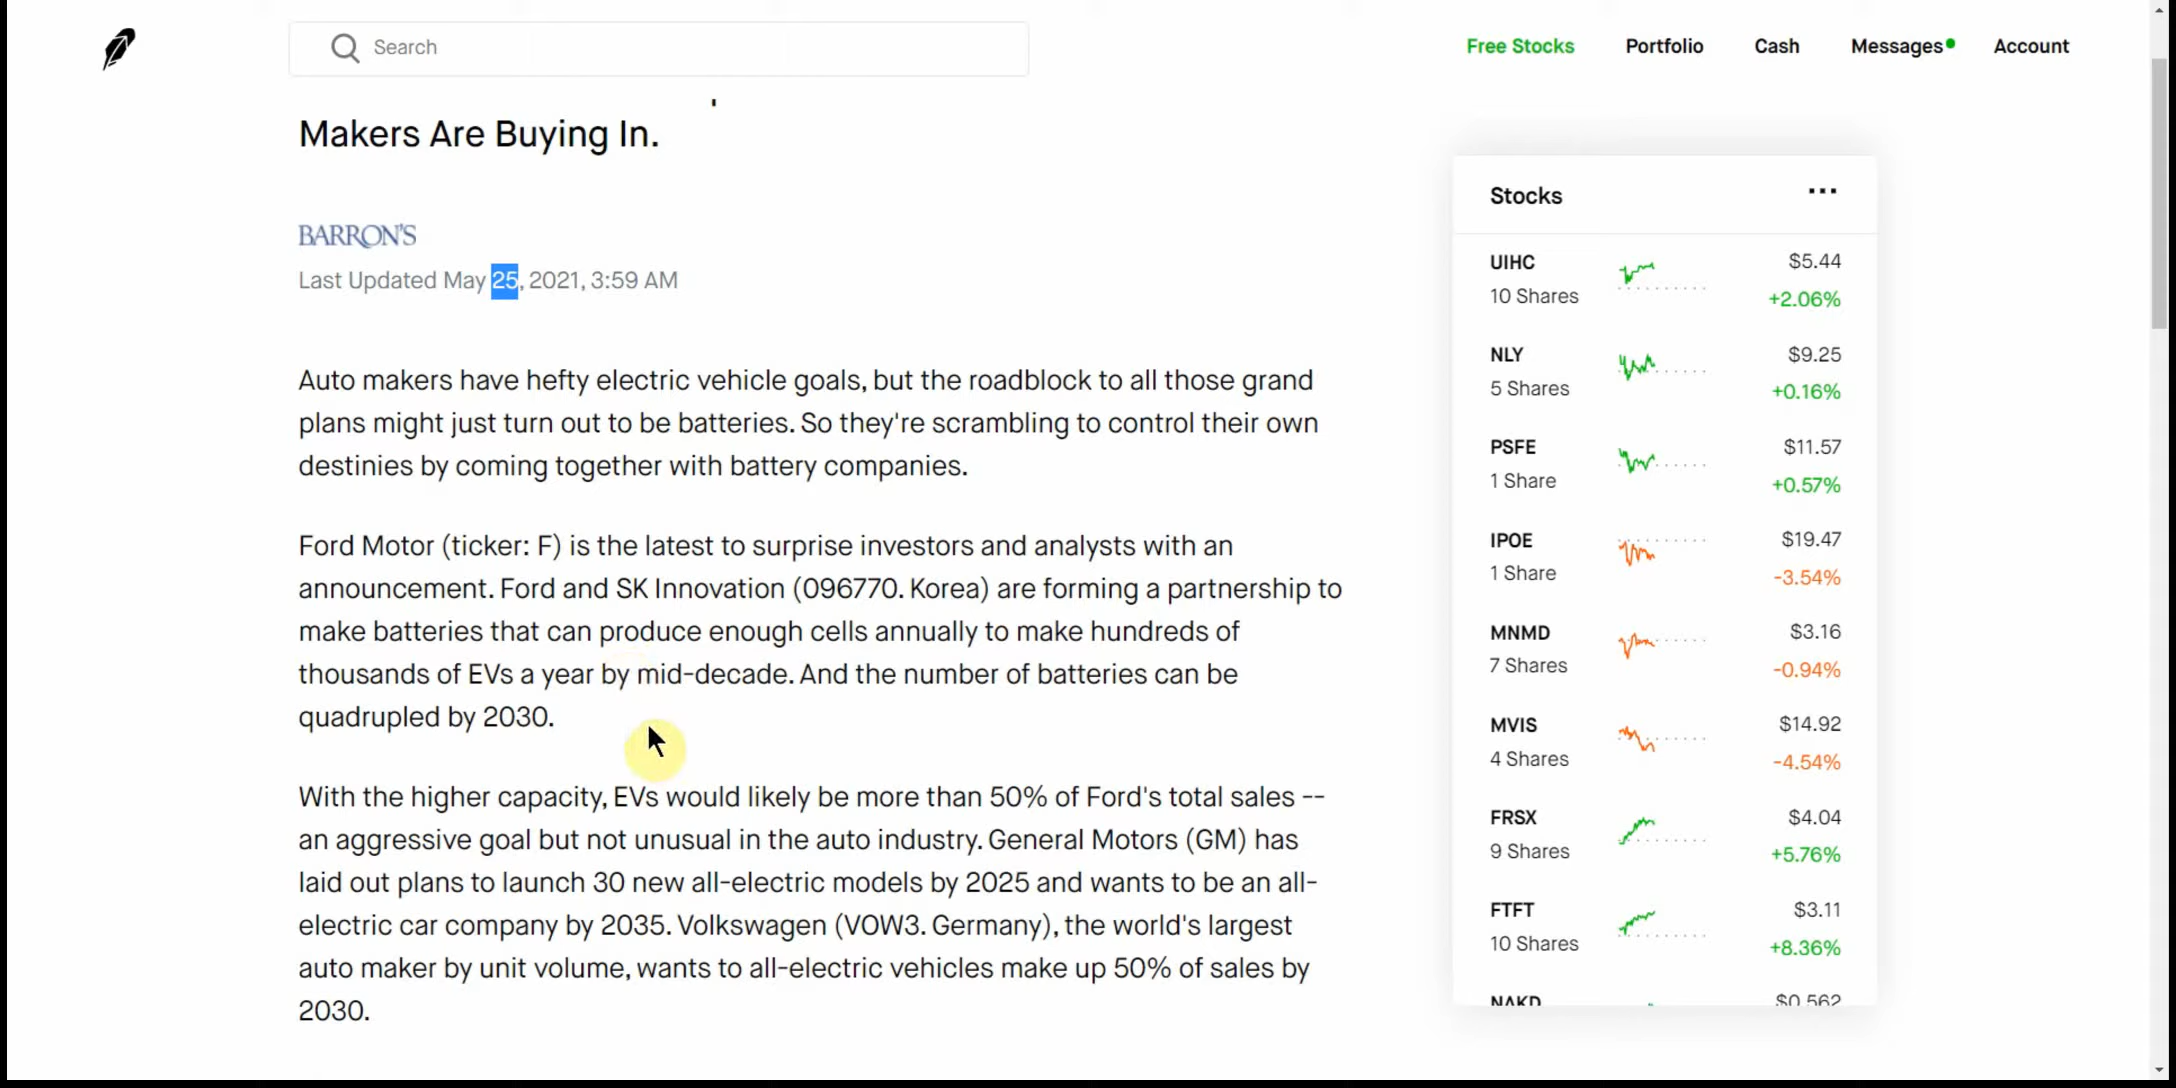 Search
Free Stocks
Portfolio
Cash
Messages
Account
Makers Are Buying In.
BARRON'S
Last Updated May 25, 2021, 3:59 AM
Auto makers have hefty electric vehicle goals, but the roadblock to all those grand
plans might just turn out to be batteries. So they're scrambling to control their own
destinies by coming together with battery companies.
Ford Motor (ticker: F) is the latest to surprise investors and analysts with an
announcement. Ford and SK Innovation (096770. Korea) are forming a partnership to
make batteries that can produce enough cells annually to make hundreds of
thousands of EVs a year by mid-decade. And the number of batteries can be
quadrupled by 2030.
With the higher capacity, EVs would likely be more than 50% of Ford's total sales --
an aggressive goal but not unusual in the auto industry. General Motors (GM) has
laid out plans to launch 30 new all-electric models by 2025 and wants to be an all-
electric car company by 2035. Volkswagen (VOW3. Germany), the world's largest
auto maker by unit volume, wants to all-electric vehicles make up 50% of sales by
2030.
Stocks
UIHC
$5.44
10 Shares
+2.06%
NLY
$9.25
5 Shares
+0.16%
PSFE
$11.57
1 Share
+0.57%
IPOE
$19.47
1 Share
-3.54%
MNMD
$3.16
7 Shares
-0.94%
MVIS
$14.92
4 Shares
-4.54%
FRSX
$4.04
9 Shares
+5.76%
FTFT
$3.11
10 Shares
+8.36%
NAKD
$0.562